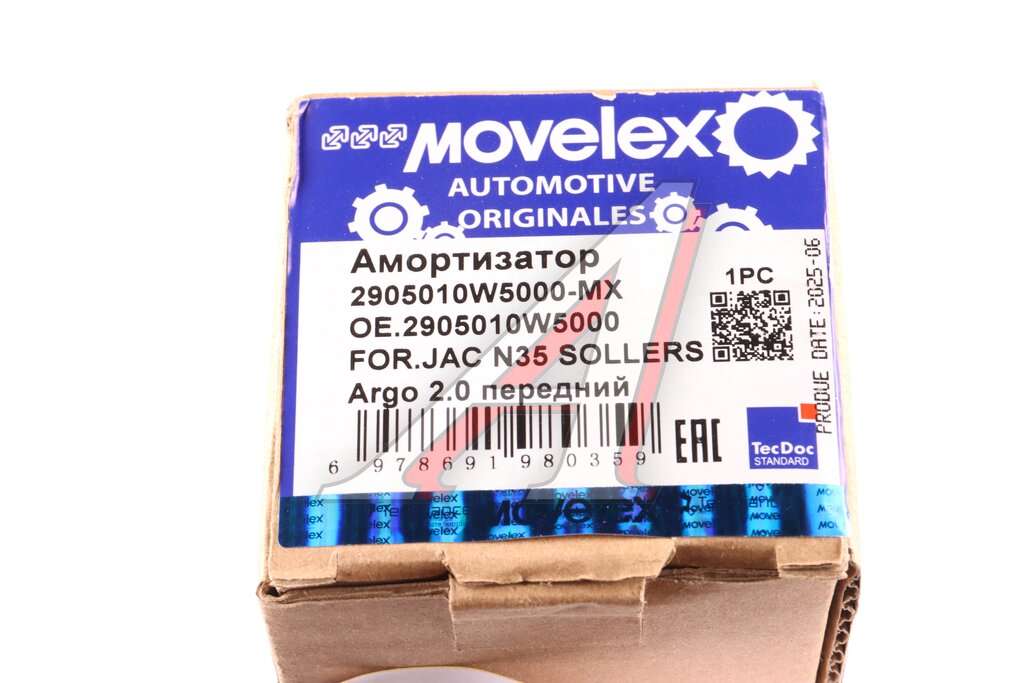 Movelex
AUTOMOTIVE
ORIGINALES
Амортизатор
2905010W5000-MX
OE.2905010W5000
FOR.JAC N35 SOLLERS
Argo 2.0 передний
1PC
PRODUE DATE:2025-06
6 978691 980359
EAC
TecDoc
STANDARD
Movelex